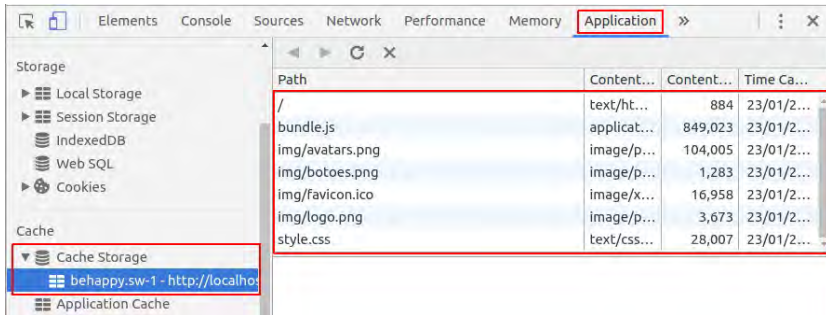 Elements Console Sources Network Performance Memory Application »
Storage
Local Storage
Session Storage
IndexedDB
Web SQL
Cookies
Cache
Cache Storage
behappy.sw-1 - http://localhos
Application Cache
Path Content... Content... Time Ca...
/ text/ht... 884 23/01/2...
bundle.js applicat... 849,023 23/01/2...
img/avatars.png image/p... 104,005 23/01/2...
img/botoes.png image/p... 1,283 23/01/2...
img/favicon.ico image/x... 16,958 23/01/2...
img/logo.png image/p... 3,673 23/01/2...
style.css text/css... 28,007 23/01/2...